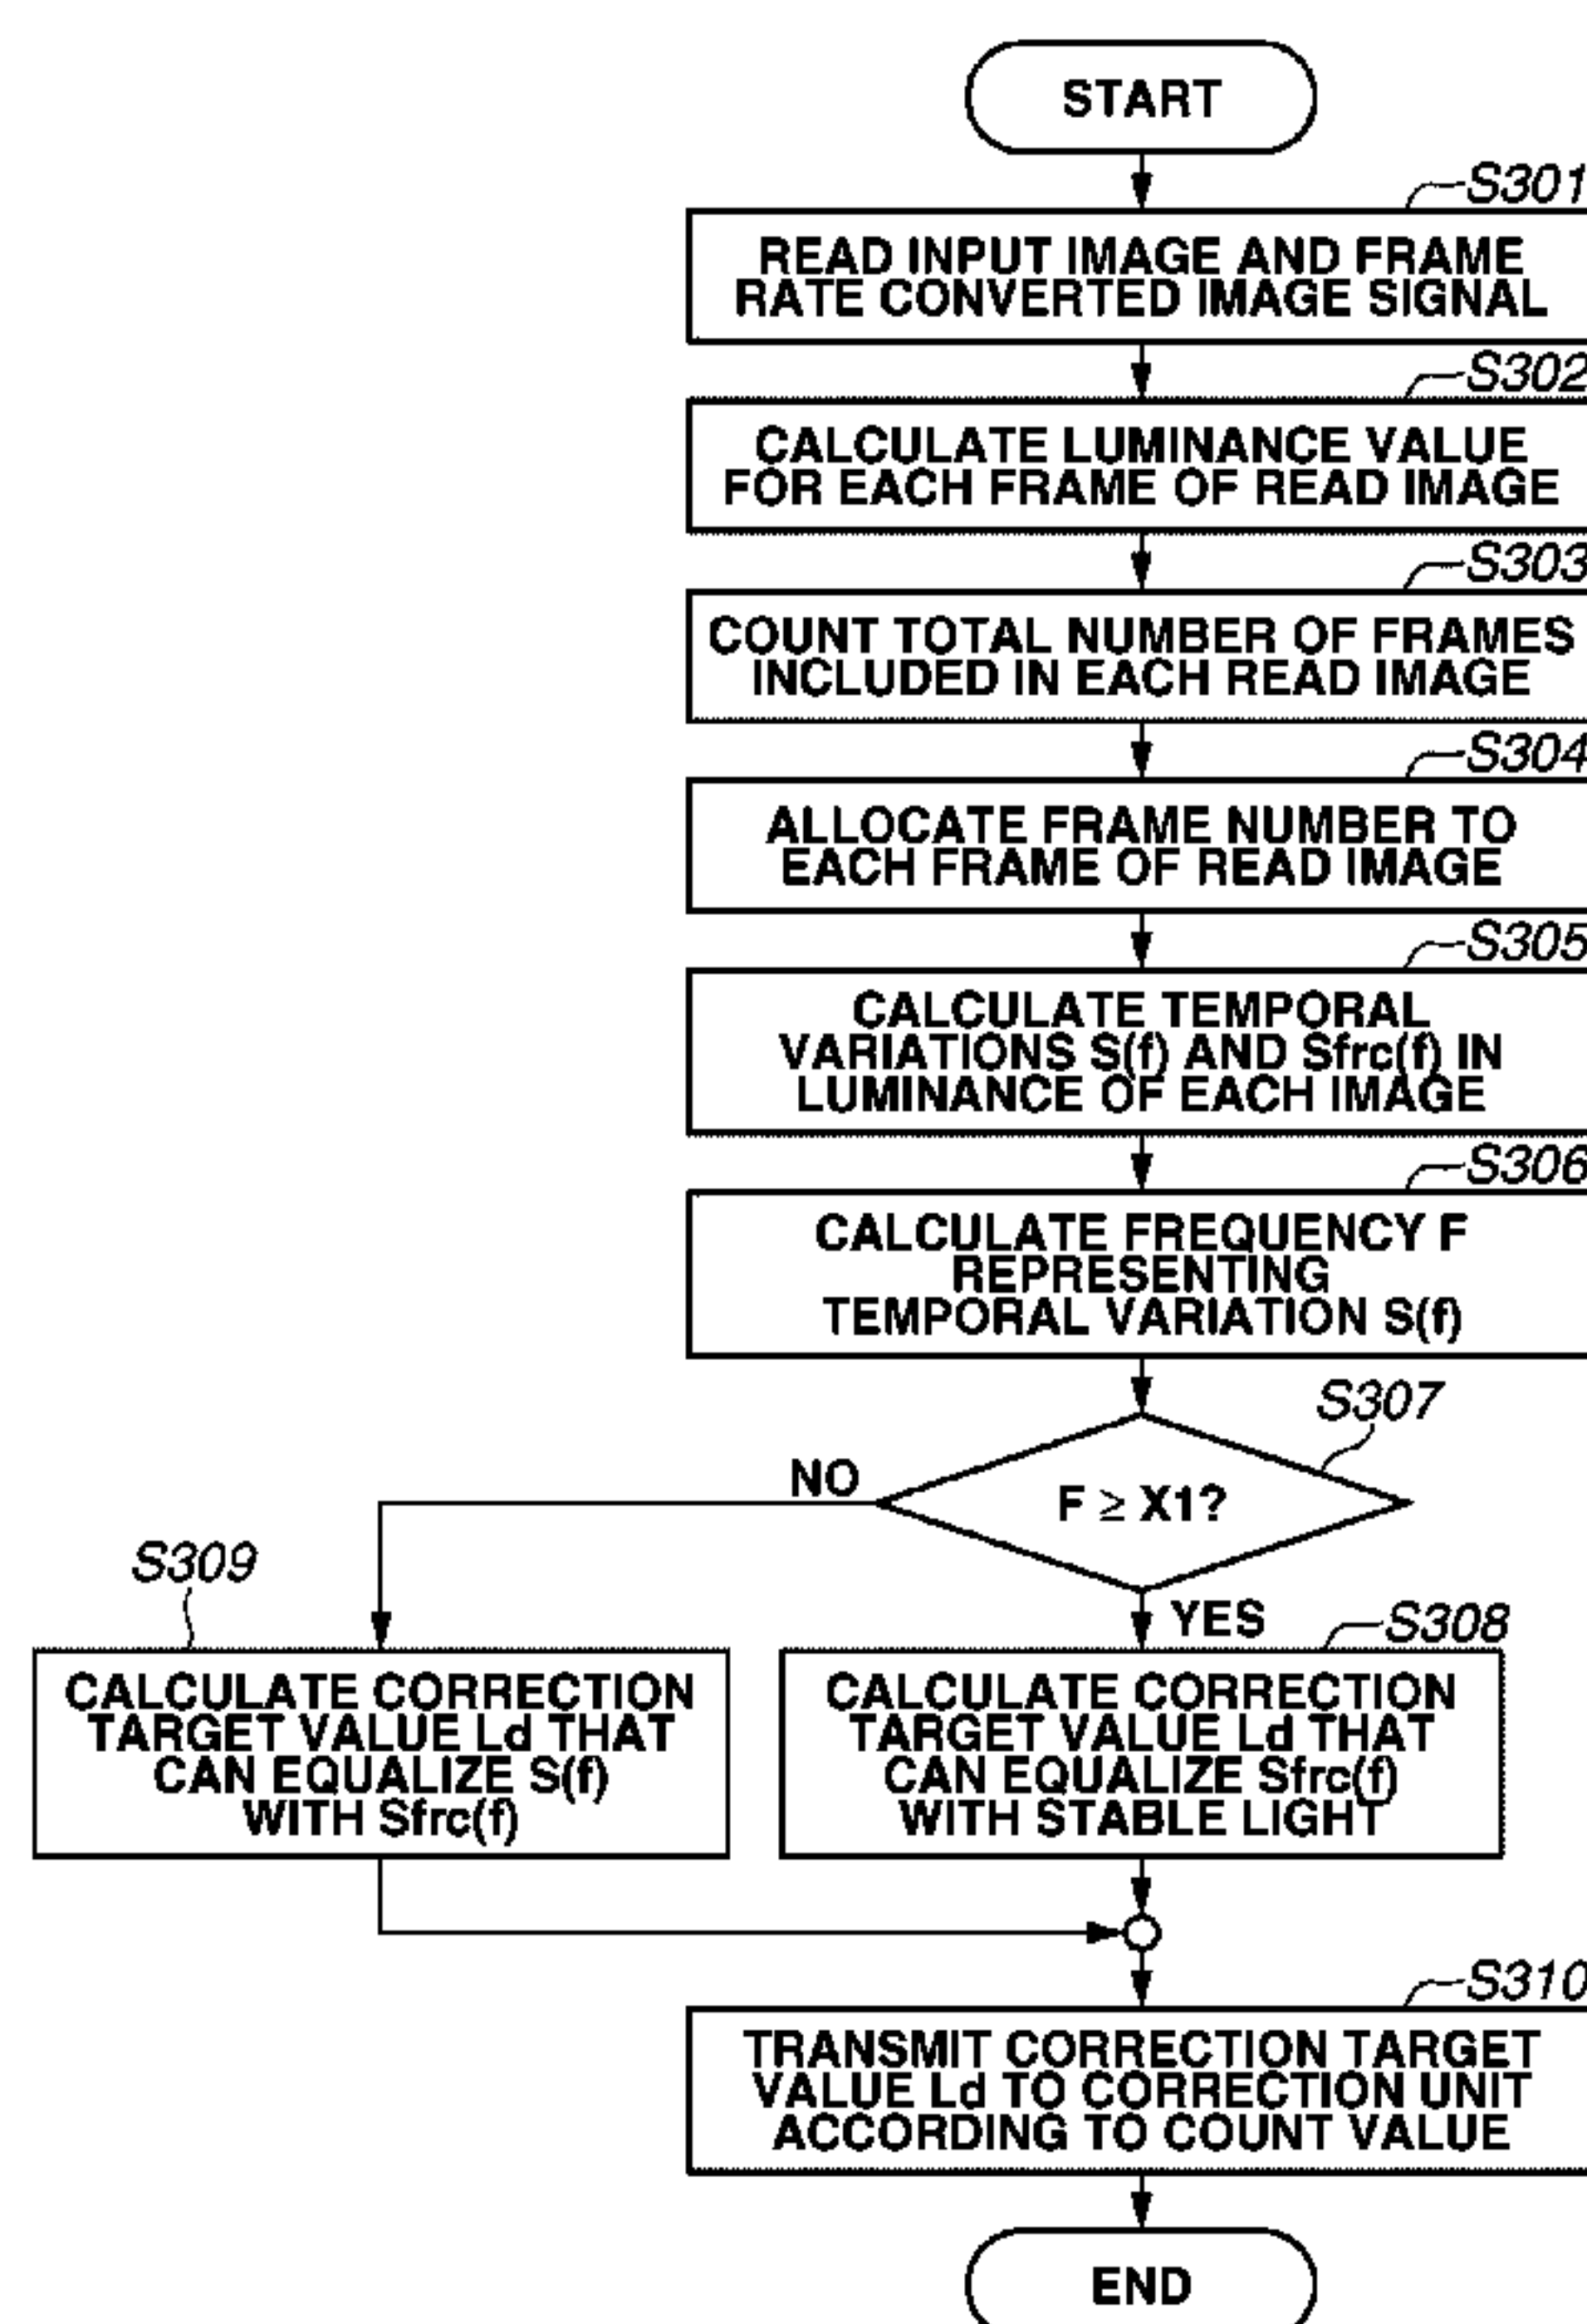 START
S301
READ INPUT IMAGE AND FRAME
RATE CONVERTED IMAGE SIGNAL
S302
CALCULATE LUMINANCE VALUE
FOR EACH FRAME OF READ IMAGE
S303
COUNT TOTAL NUMBER OF FRAMES
INCLUDED IN EACH READ IMAGE
S304
ALLOCATE FRAME NUMBER TO
EACH FRAME OF READ IMAGE
S305
CALCULATE TEMPORAL
VARIATIONS S(f) AND Sfrc(f) IN
LUMINANCE OF EACH IMAGE
S306
CALCULATE FREQUENCY F
REPRESENTING
TEMPORAL VARIATION S(f)
S307
NO
F ≥ X1?
YES
S309
CALCULATE CORRECTION
TARGET VALUE Ld THAT
CAN EQUALIZE S(f)
WITH Sfrc(f)
S308
CALCULATE CORRECTION
TARGET VALUE Ld THAT
CAN EQUALIZE Sfrc(f)
WITH STABLE LIGHT
S310
TRANSMIT CORRECTION TARGET
VALUE Ld TO CORRECTION UNIT
ACCORDING TO COUNT VALUE
END